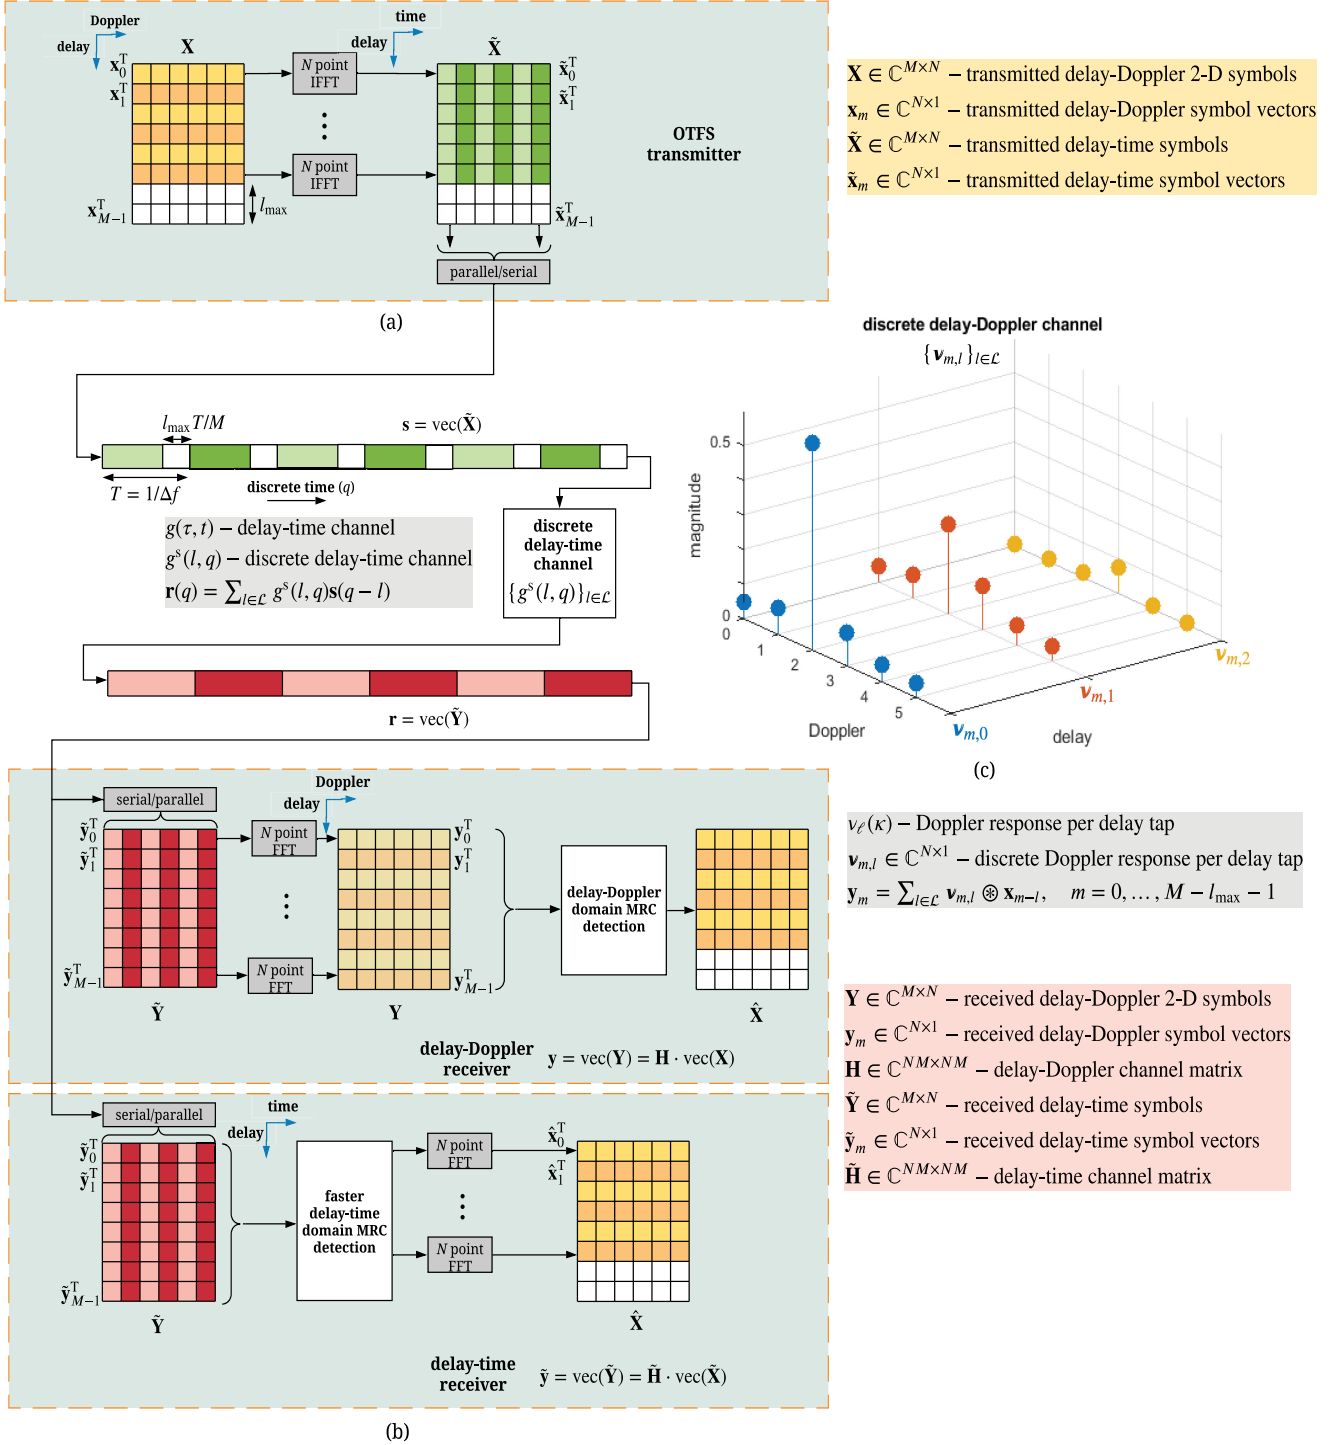 Doppler
delay
time
delay
X
X̃
x_0^T
x_1^T
x_{M−1}^T
N point
IFFT
N point
IFFT
l_max
x̃_0^T
x̃_1^T
x̃_{M−1}^T
OTFS
transmitter
parallel/serial
(a)
X ∈ ℂ^{M×N} – transmitted delay-Doppler 2-D symbols
x_m ∈ ℂ^{N×1} – transmitted delay-Doppler symbol vectors
X̃ ∈ ℂ^{M×N} – transmitted delay-time symbols
x̃_m ∈ ℂ^{N×1} – transmitted delay-time symbol vectors
l_max T/M
s = vec(X̃)
T = 1/Δf
discrete time (q)
g(τ, t) – delay-time channel
g^s(l, q) – discrete delay-time channel
r(q) = ∑_{l∈ℒ} g^s(l, q)s(q − l)
discrete
delay-time
channel
{g^s(l, q)}_{l∈ℒ}
r = vec(Ỹ)
discrete delay-Doppler channel
{ν_{m,l}}_{l∈ℒ}
magnitude
0.5
0
0
1
2
3
4
5
Doppler
ν_{m,0}
ν_{m,1}
ν_{m,2}
delay
(c)
serial/parallel
ỹ_0^T
ỹ_1^T
ỹ_{M−1}^T
Ỹ
N point
FFT
N point
FFT
Doppler
delay
y_0^T
y_1^T
y_{M−1}^T
Y
delay-Doppler
domain MRC
detection
X̂
delay-Doppler
receiver
y = vec(Y) = H · vec(X)
ν_ℓ(κ) – Doppler response per delay tap
ν_{m,l} ∈ ℂ^{N×1} – discrete Doppler response per delay tap
y_m = ∑_{l∈ℒ} ν_{m,l} ⊛ x_{m−l}, m = 0, … , M − l_max − 1
Y ∈ ℂ^{M×N} – received delay-Doppler 2-D symbols
y_m ∈ ℂ^{N×1} – received delay-Doppler symbol vectors
H ∈ ℂ^{NM×NM} – delay-Doppler channel matrix
Ỹ ∈ ℂ^{M×N} – received delay-time symbols
ỹ_m ∈ ℂ^{N×1} – received delay-time symbol vectors
H̃ ∈ ℂ^{NM×NM} – delay-time channel matrix
serial/parallel
time
delay
ỹ_0^T
ỹ_1^T
ỹ_{M−1}^T
Ỹ
faster
delay-time
domain MRC
detection
N point
FFT
N point
FFT
x̂_0^T
x̂_1^T
X̂
delay-time
receiver
ỹ = vec(Ỹ) = H̃ · vec(X̃)
(b)